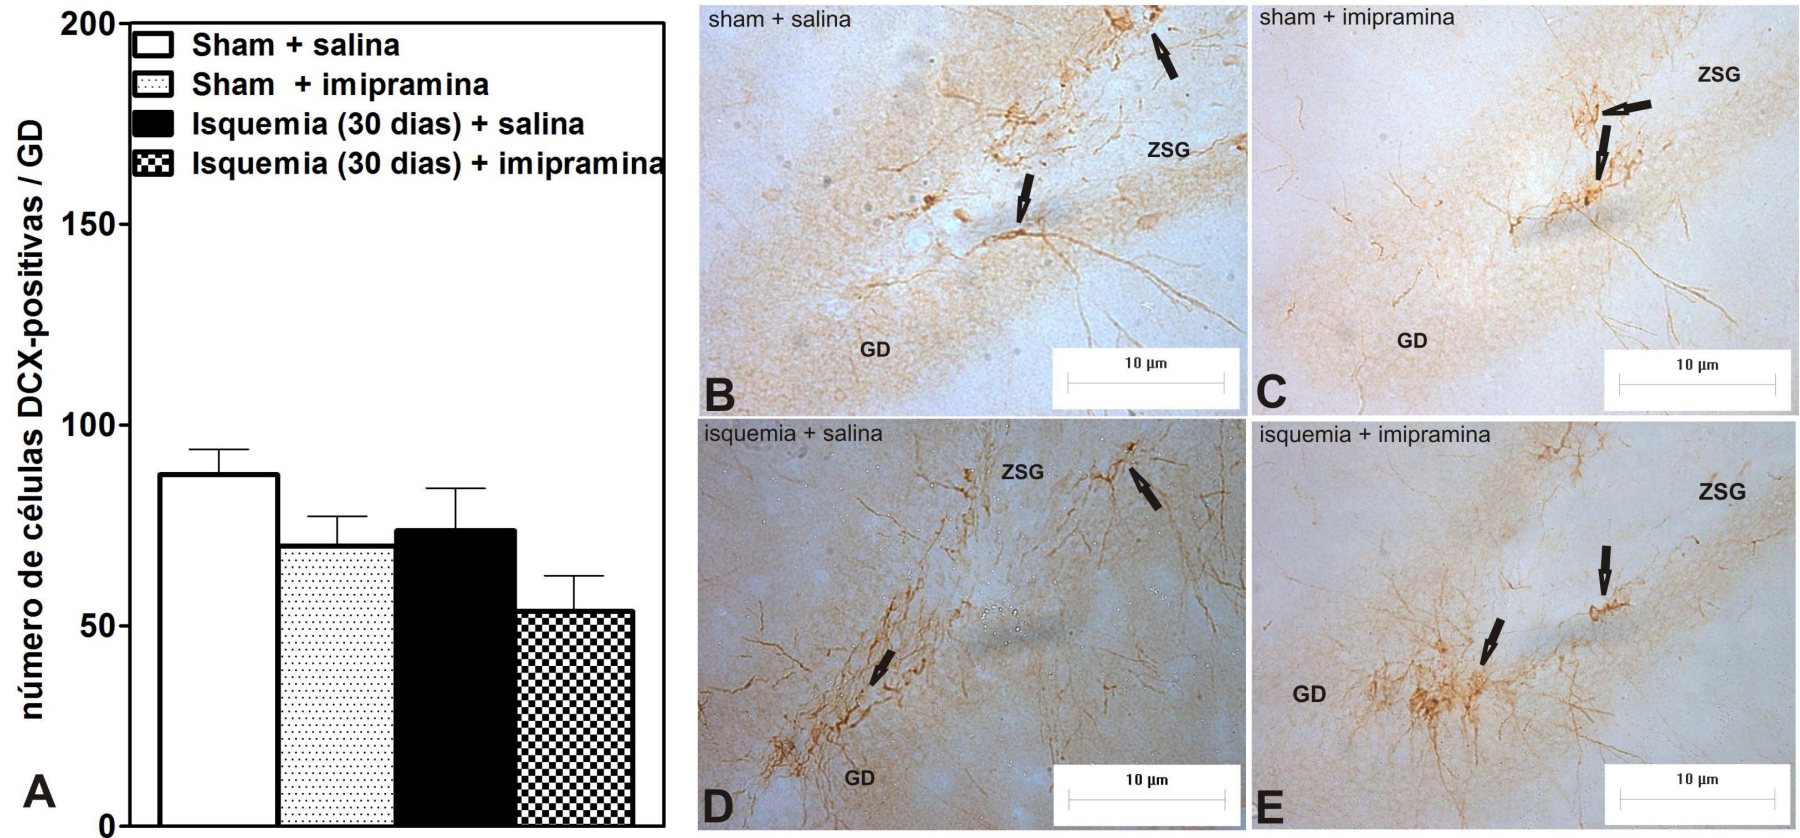 número de células DCX-positivas / GD
200
150
100
50
0
Sham + salina
Sham + imipramina
Isquemia (30 dias) + salina
Isquemia (30 dias) + imipramina
A
sham + salina
ZSG
GD
10 µm
B
sham + imipramina
ZSG
GD
10 µm
C
isquemia + salina
ZSG
GD
10 µm
D
isquemia + imipramina
ZSG
GD
10 µm
E